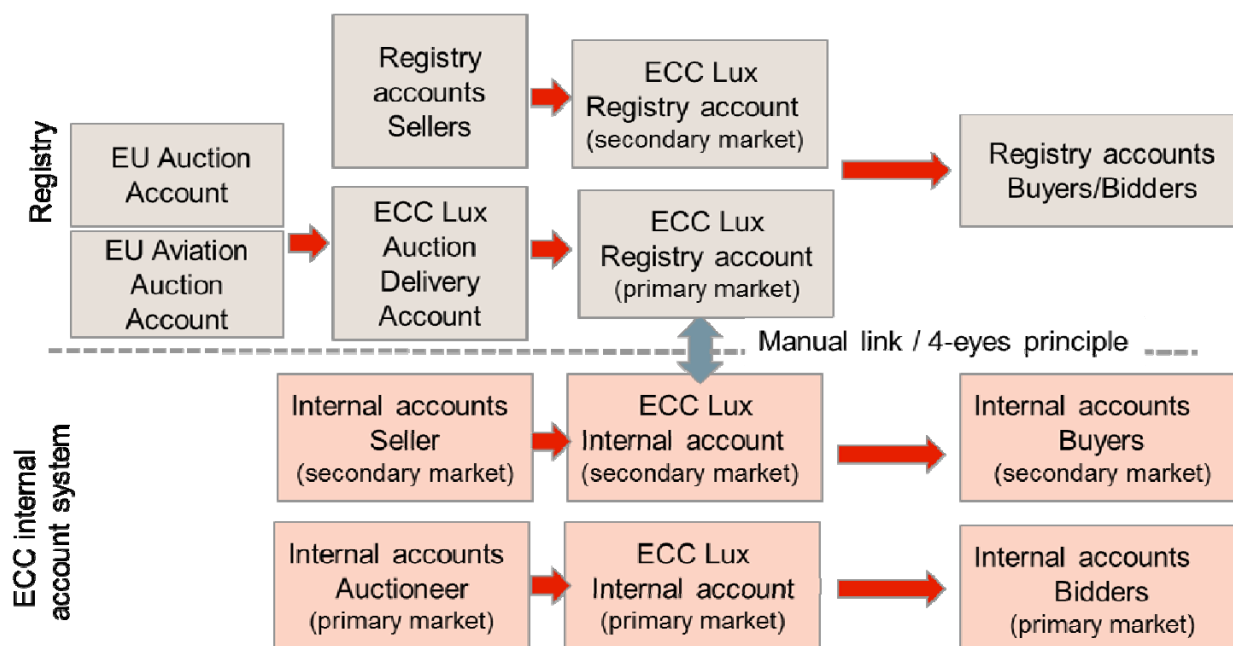 Registry
EU Auction
Account
EU Aviation
Auction
Account
Registry
accounts
Sellers
ECC Lux
Auction
Delivery
Account
ECC Lux
Registry account
(secondary market)
ECC Lux
Registry account
(primary market)
Registry accounts
Buyers/Bidders
Manual link / 4-eyes principle
ECC internal
account system
Internal accounts
Seller
(secondary market)
ECC Lux
Internal account
(secondary market)
Internal accounts
Buyers
(secondary market)
Internal accounts
Auctioneer
(primary market)
ECC Lux
Internal account
(primary market)
Internal accounts
Bidders
(primary market)